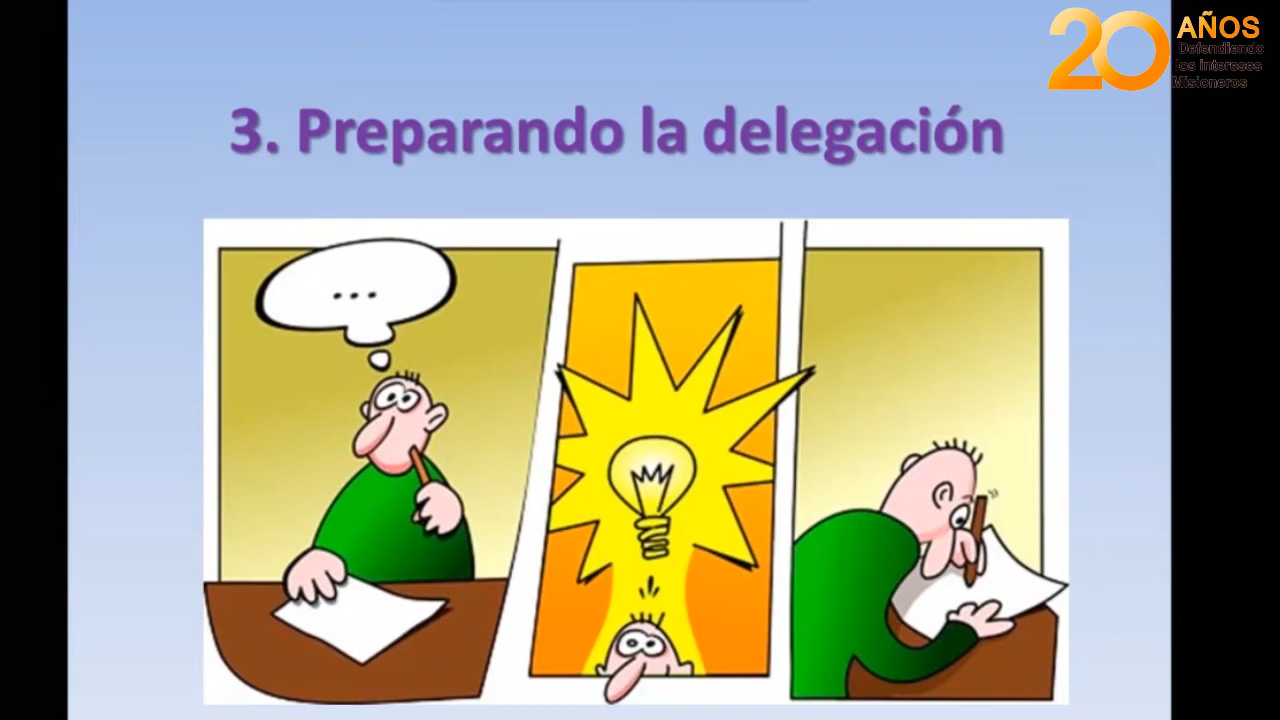 20 AÑOS
Defendiendo
los intereses
Misioneros
3. Preparando la delegación
...